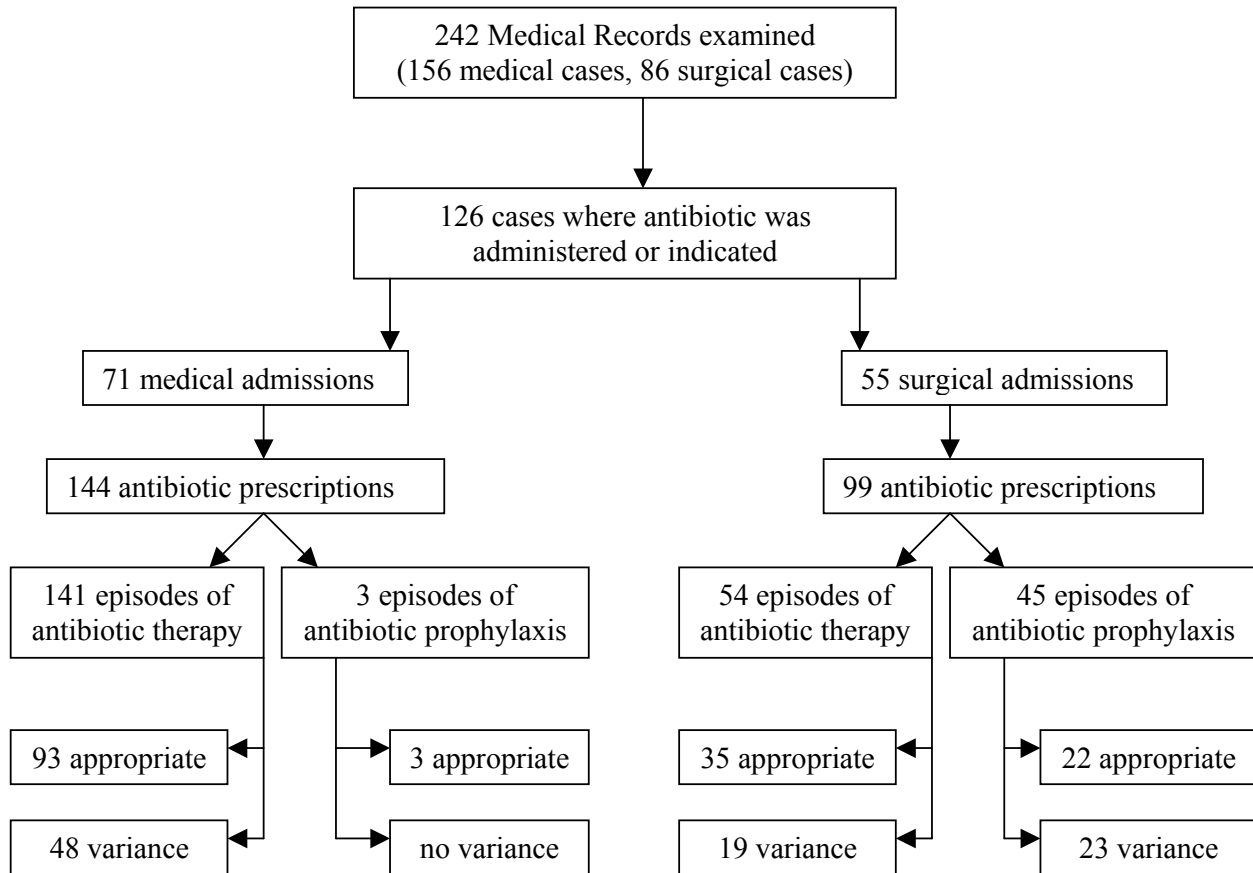 242 Medical Records examined
(156 medical cases, 86 surgical cases)
126 cases where antibiotic was
administered or indicated
71 medical admissions
55 surgical admissions
144 antibiotic prescriptions
99 antibiotic prescriptions
141 episodes of
antibiotic therapy
3 episodes of
antibiotic prophylaxis
54 episodes of
antibiotic therapy
45 episodes of
antibiotic prophylaxis
93 appropriate
3 appropriate
35 appropriate
22 appropriate
48 variance
no variance
19 variance
23 variance